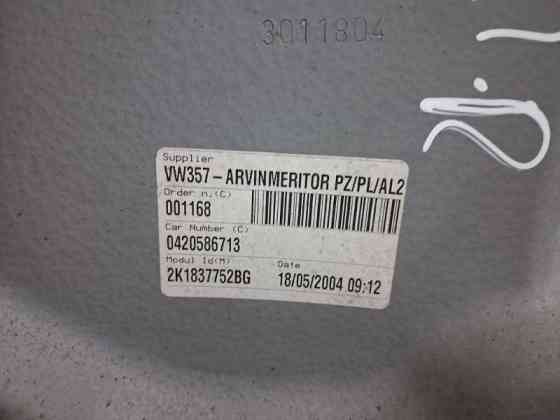 3011804
Supplier
VW357-ARVINMERITOR PZ/PL/AL2
Order n.(C)
001168
Car Number (C)
0420586713
Modul Id(M) Date
2K1837752BG 18/05/2004 09:12